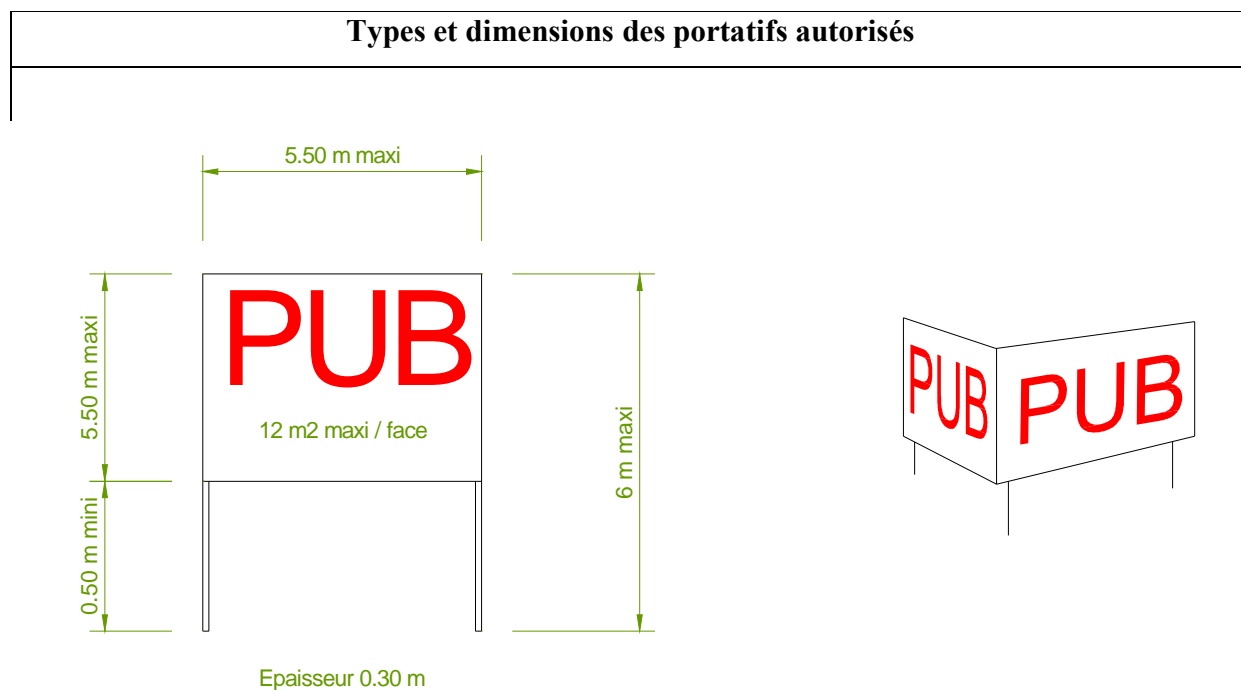 Types et dimensions des portatifs autorisés
5.50 m maxi
5.50 m maxi
PUB
12 m2 maxi / face
0.50 m mini
6 m maxi
Epaisseur 0.30 m
PUB
PUB